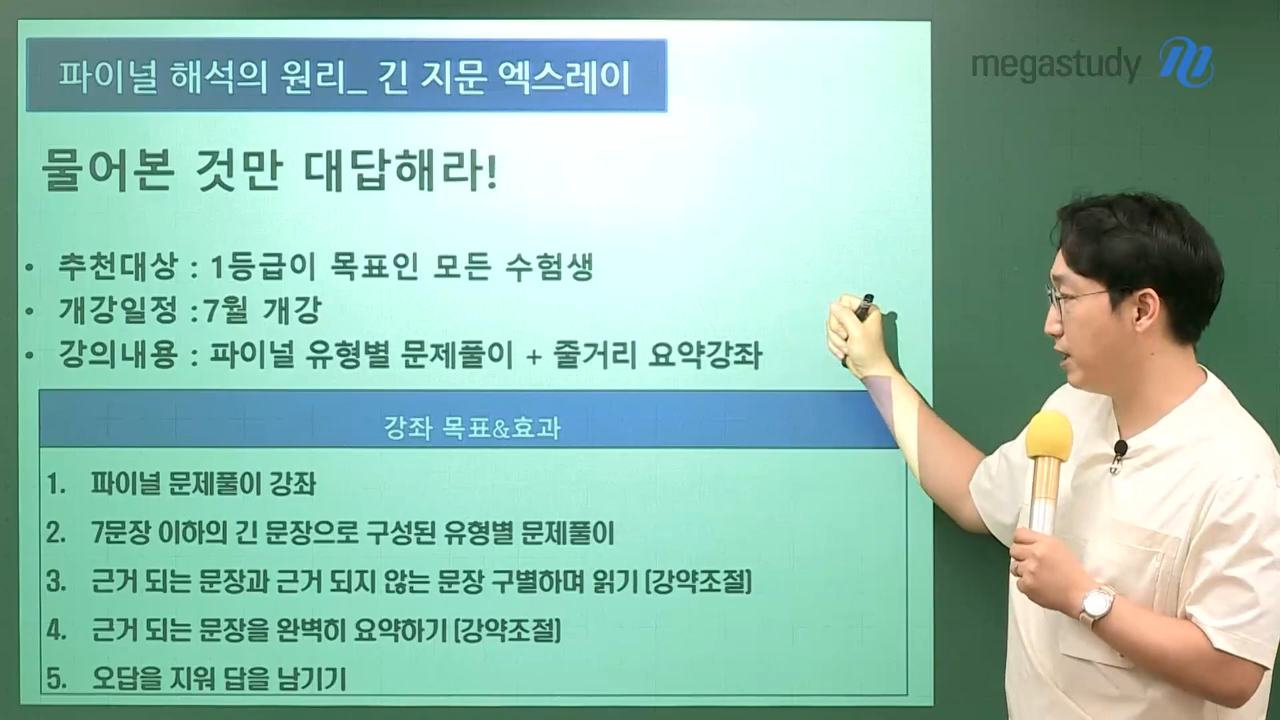 파이널 해석의 원리_ 긴 지문 엑스레이
megastudy
물어본 것만 대답해라!
• 추천대상 : 1등급이 목표인 모든 수험생
• 개강일정 :7월 개강
• 강의내용 : 파이널 유형별 문제풀이 + 줄거리 요약강좌
강좌 목표&효과
1. 파이널 문제풀이 강좌
2. 7문장 이하의 긴 문장으로 구성된 유형별 문제풀이
3. 근거 되는 문장과 근거 되지 않는 문장 구별하며 읽기 (강약조절)
4. 근거 되는 문장을 완벽히 요약하기 (강약조절)
5. 오답을 지워 답을 남기기